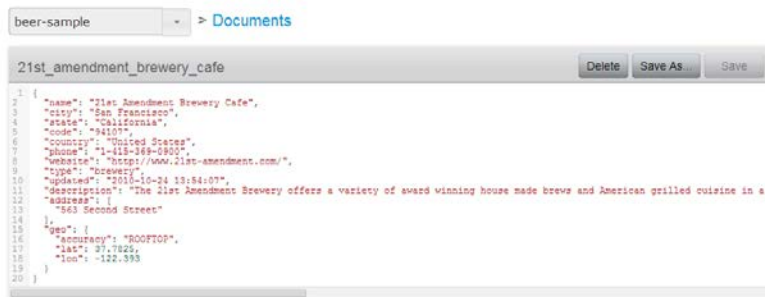 beer-sample > Documents
21st_amendment_brewery_cafe Delete Save As... Save
1 {
2 "name": "21st Amendment Brewery Cafe",
3 "city": "San Francisco",
4 "state": "California",
5 "code": "94107",
6 "country": "United States",
7 "phone": "1-415-369-0900",
8 "website": "http://www.21st-amendment.com/",
9 "type": "brewery",
10 "updated": "2010-10-24 13:54:07",
11 "description": "The 21st Amendment Brewery offers a variety of award winning house made brews and American grilled cuisine in a
12 "address": [
13 "563 Second Street"
14 ],
15 "geo": {
16 "accuracy": "ROOFTOP",
17 "lat": 37.7825,
18 "lon": -122.393
19 }
20 }